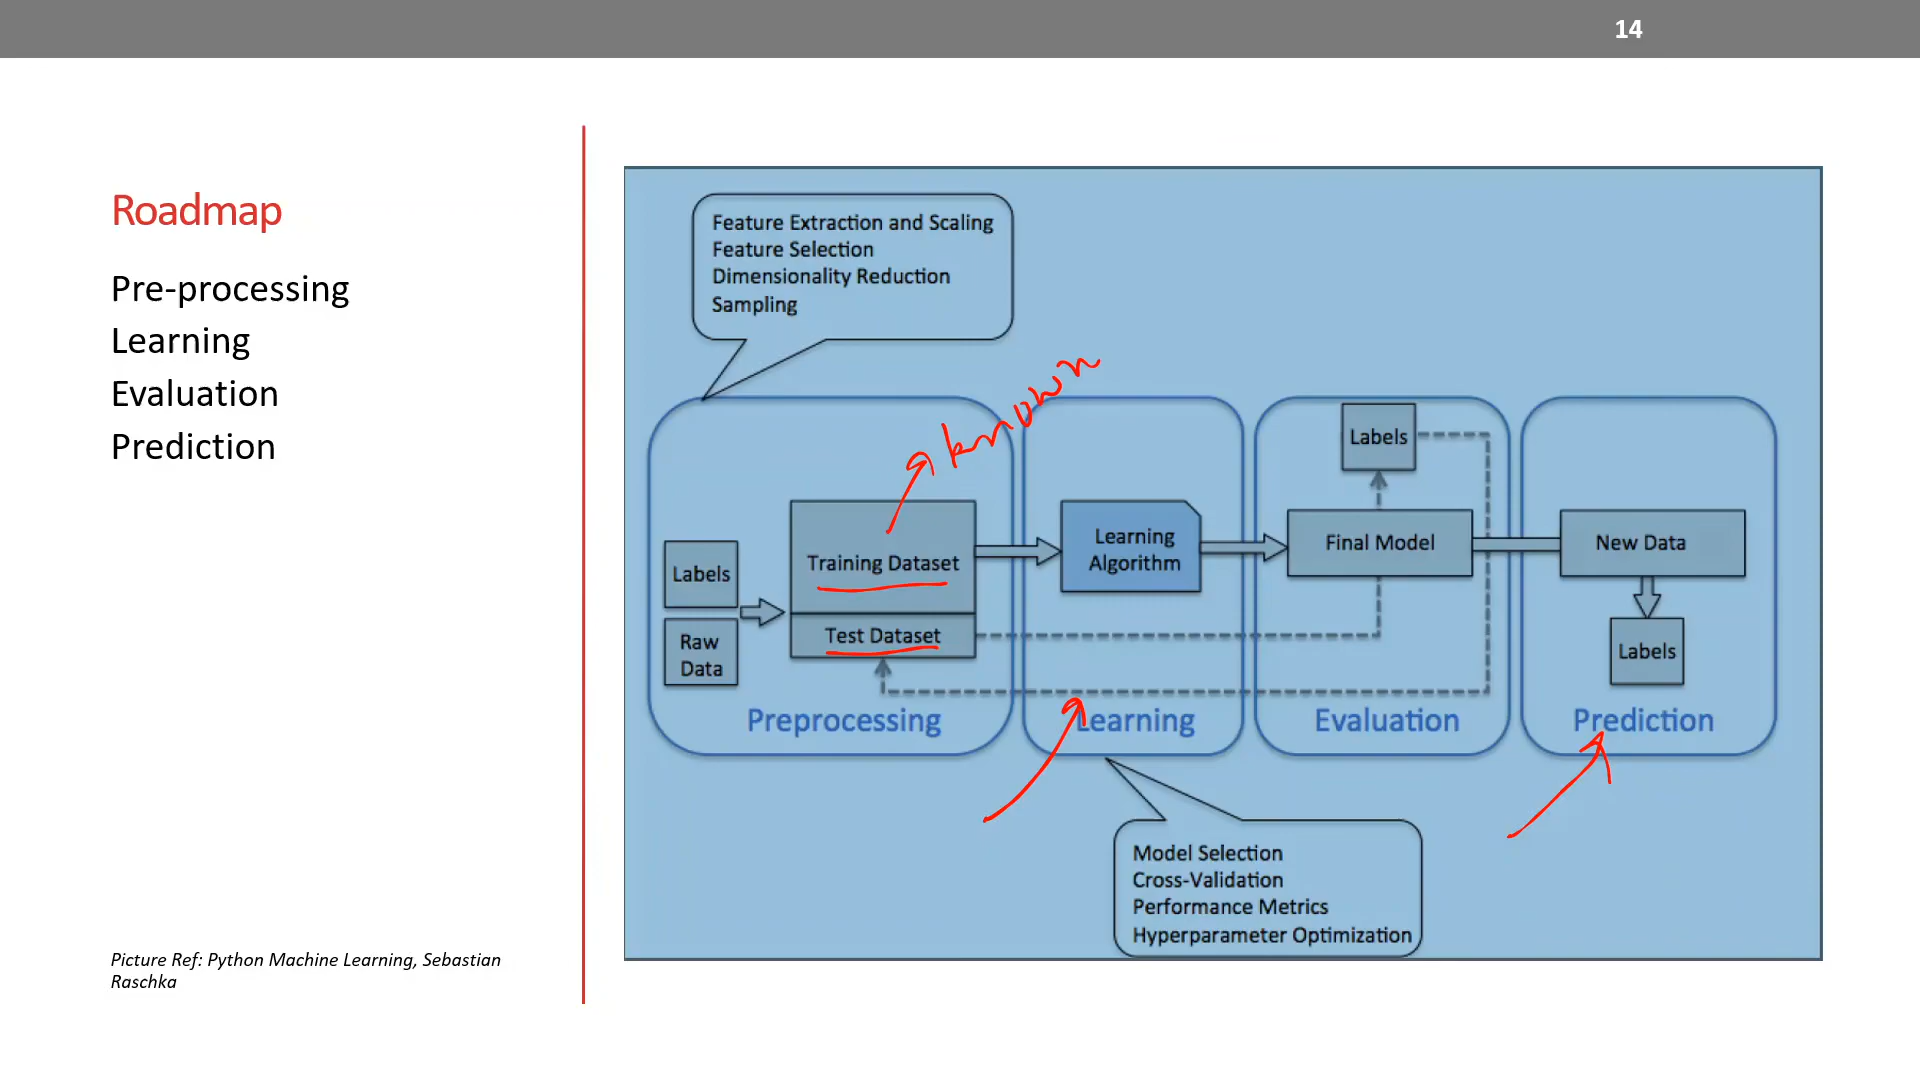 14
Roadmap
Pre-processing
Learning
Evaluation
Prediction
Picture Ref: Python Machine Learning, Sebastian
Raschka
Feature Extraction and Scaling
Feature Selection
Dimensionality Reduction
Sampling
known
Labels
Raw
Data
Training Dataset
Test Dataset
Preprocessing
Learning
Algorithm
Learning
Labels
Final Model
Evaluation
New Data
Labels
Prediction
Model Selection
Cross-Validation
Performance Metrics
Hyperparameter Optimization